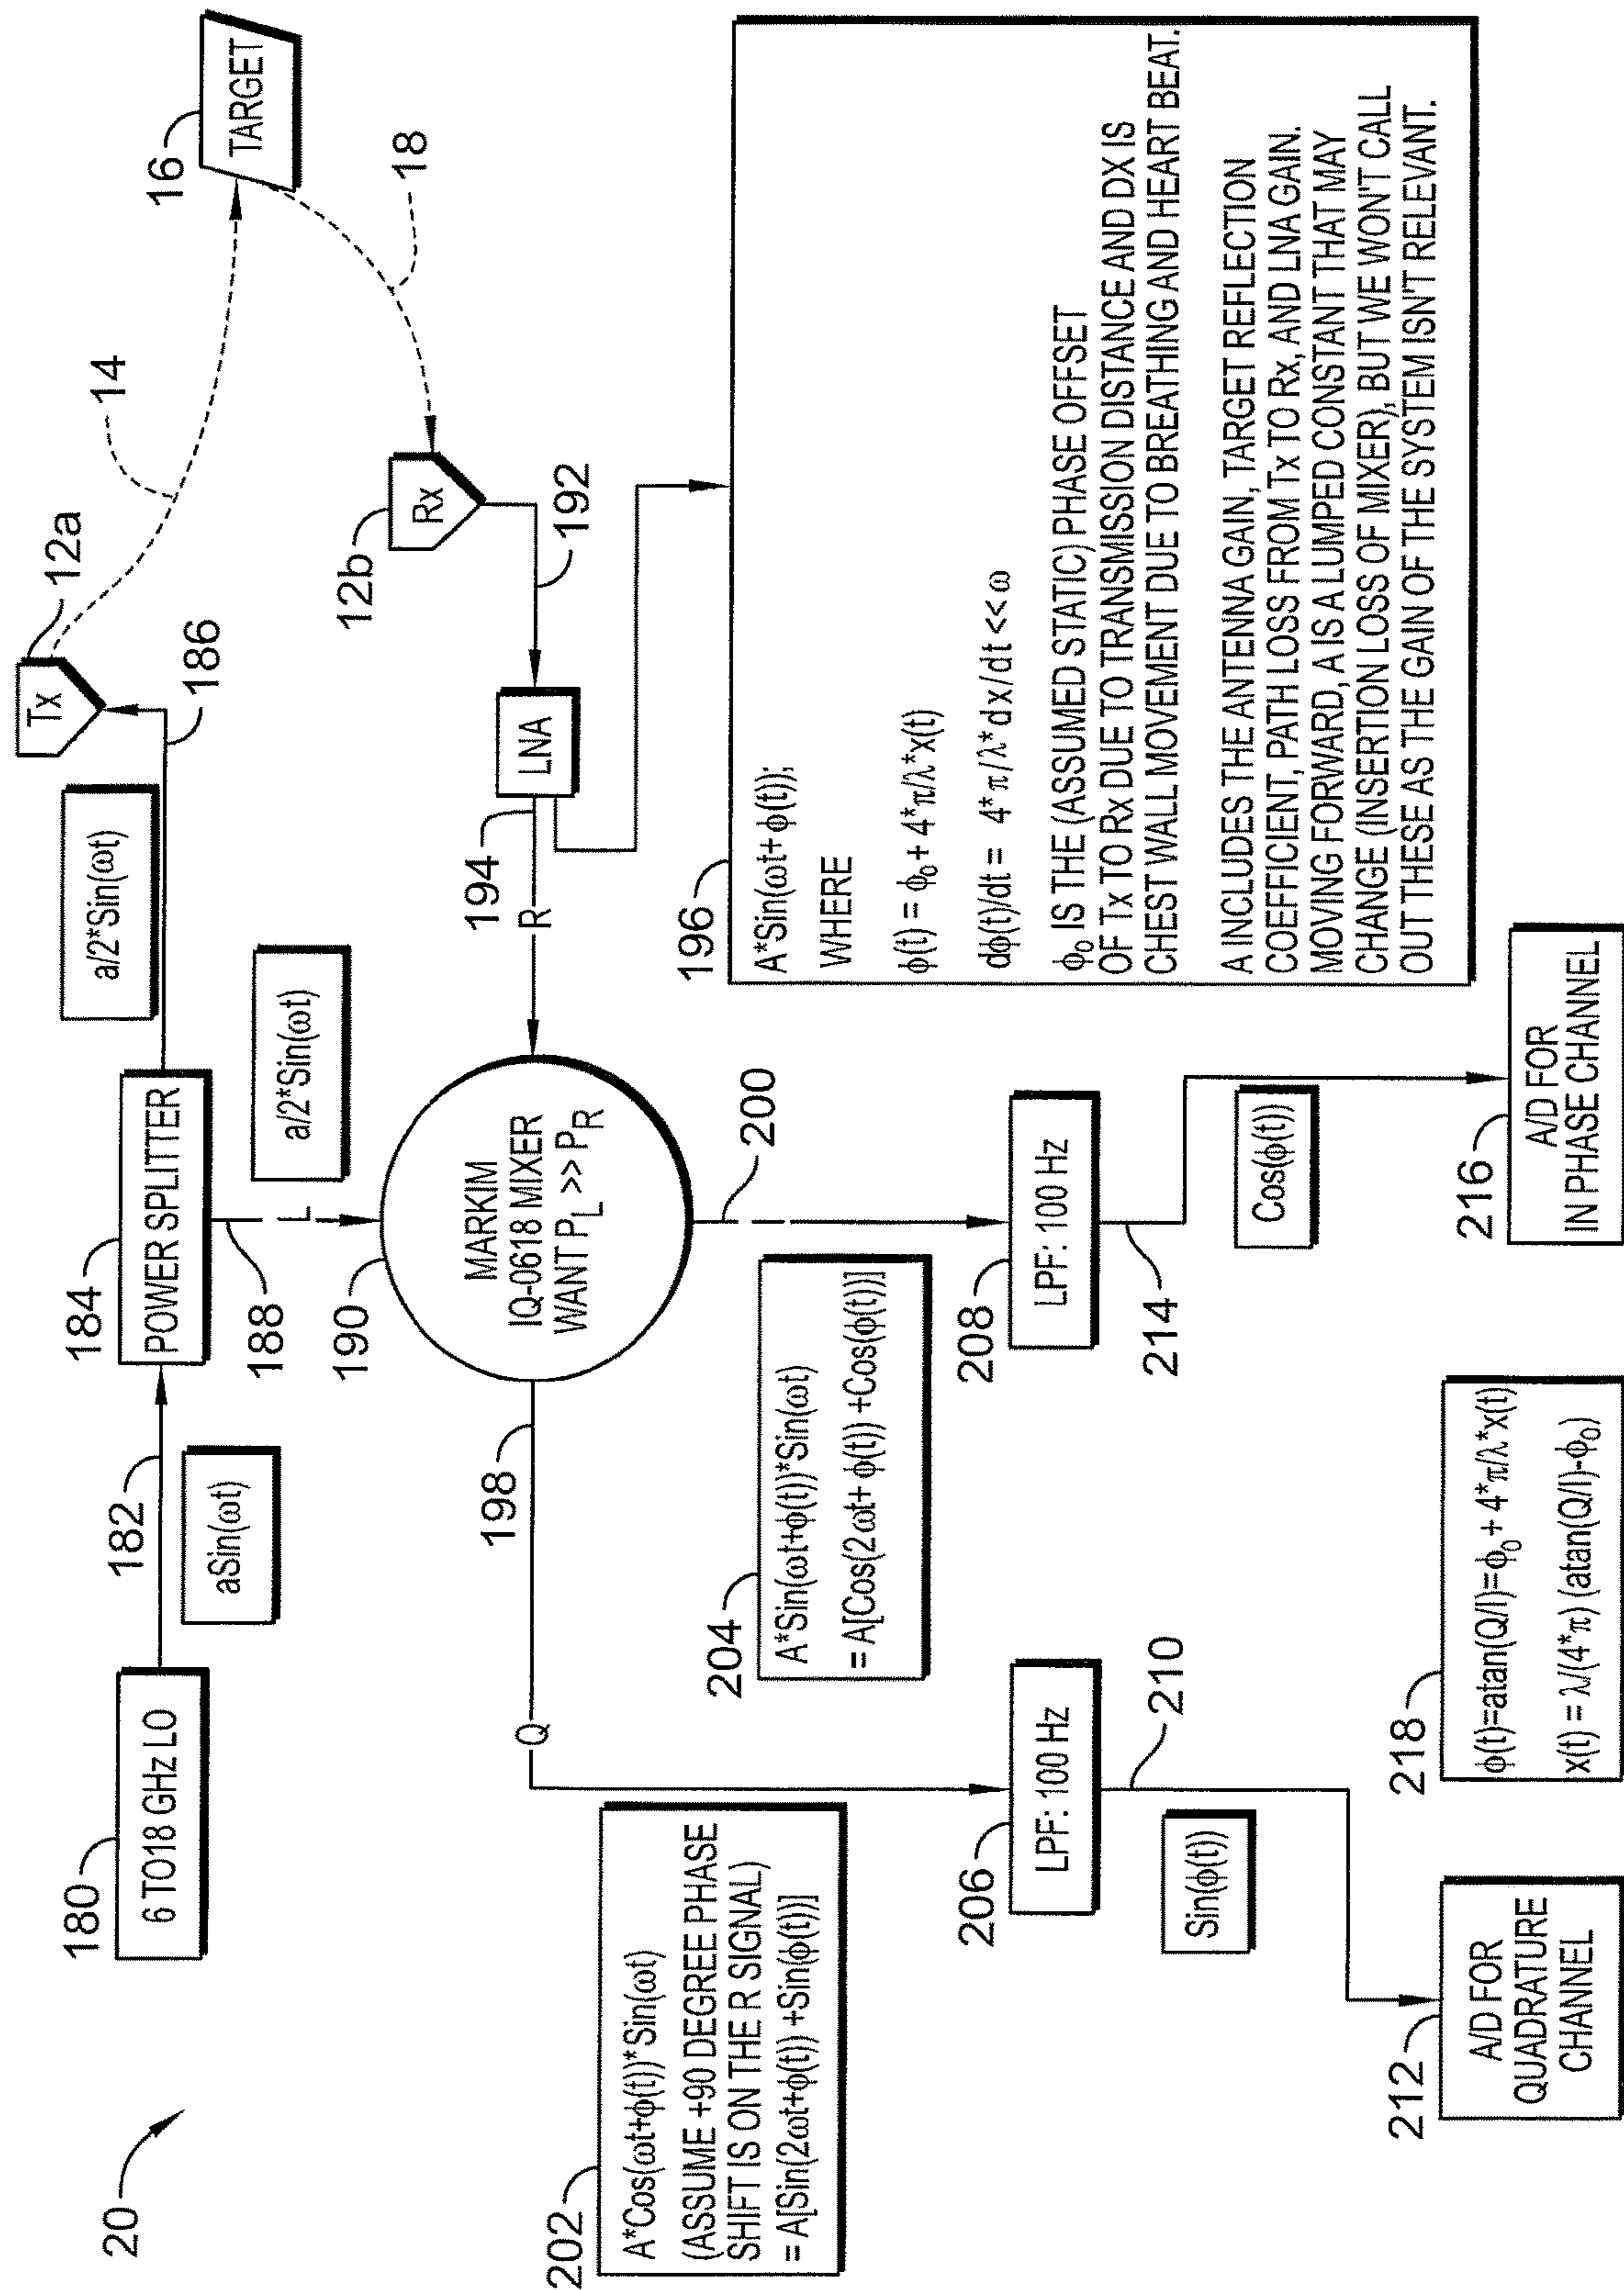 20
180
6 TO18 GHz LO
182
aSin(ωt)
184
POWER SPLITTER
a/2*Sin(ωt)
186
Tx
12a
14
16
TARGET
18
188
L
a/2*Sin(ωt)
190
MARKIM
IQ-0618 MIXER
WANT P_L >> P_R
R
194
LNA
192
12b
Rx
196
A*Sin(ωt+ ϕ(t));
WHERE
ϕ(t) = ϕ₀ + 4*π/λ*x(t)
dϕ(t)/dt = 4*π/λ*dx/dt << ω
ϕ₀ IS THE (ASSUMED STATIC) PHASE OFFSET
OF Tx TO Rx DUE TO TRANSMISSION DISTANCE AND DX IS
CHEST WALL MOVEMENT DUE TO BREATHING AND HEART BEAT.
A INCLUDES THE ANTENNA GAIN, TARGET REFLECTION
COEFFICIENT, PATH LOSS FROM Tx TO Rx, AND LNA GAIN.
MOVING FORWARD, A IS A LUMPED CONSTANT THAT MAY
CHANGE (INSERTION LOSS OF MIXER), BUT WE WON'T CALL
OUT THESE AS THE GAIN OF THE SYSTEM ISN'T RELEVANT.
198
Q
200
202
A*Cos(ωt+ϕ(t))*Sin(ωt)
(ASSUME +90 DEGREE PHASE
SHIFT IS ON THE R SIGNAL)
= A[Sin(2ωt+ϕ(t)) +Sin(ϕ(t))]
204
A*Sin(ωt+ϕ(t))*Sin(ωt)
= A[Cos(2ωt+ ϕ(t)) +Cos(ϕ(t))]
206
LPF: 100 Hz
210
Sin(ϕ(t))
208
LPF: 100 Hz
214
Cos(ϕ(t))
212
A/D FOR
QUADRATURE
CHANNEL
218
ϕ(t)=atan(Q/I)=ϕ₀ + 4*π/λ*x(t)
x(t) = λ/(4*π) (atan(Q/I)-ϕ₀)
216
A/D FOR
IN PHASE CHANNEL